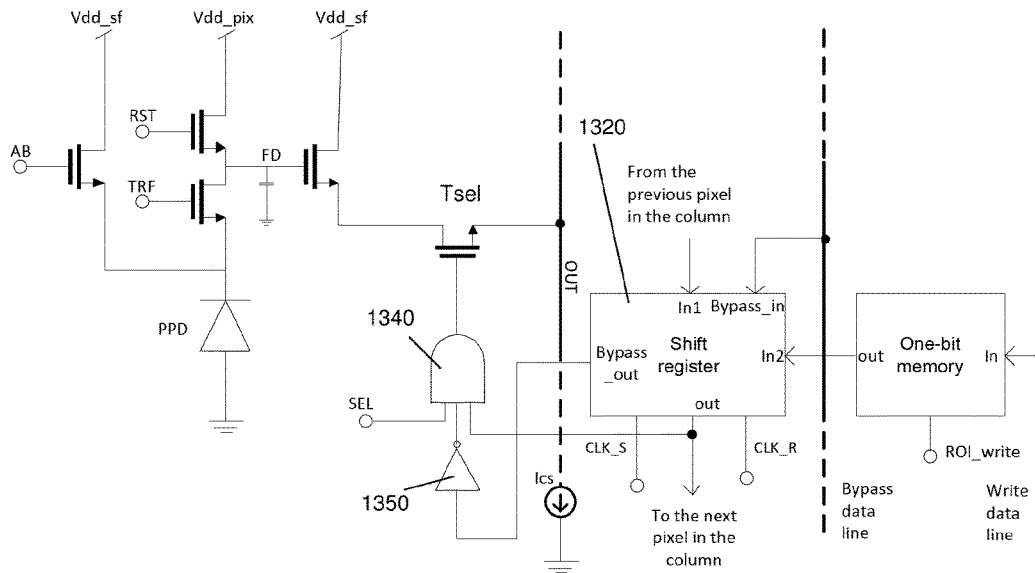 Vdd_sf
Vdd_pix
Vdd_sf
RST
AB
TRF
FD
Tsel
1320
From the
previous pixel
in the column
OUT
PPD
1340
In1
Bypass_in
Bypass
_out
Shift
register
In2
out
One-bit
memory
In
out
SEL
CLK_S
CLK_R
ROI_write
1350
Ics
To the next
pixel in the
column
Bypass
data
line
Write
data
line